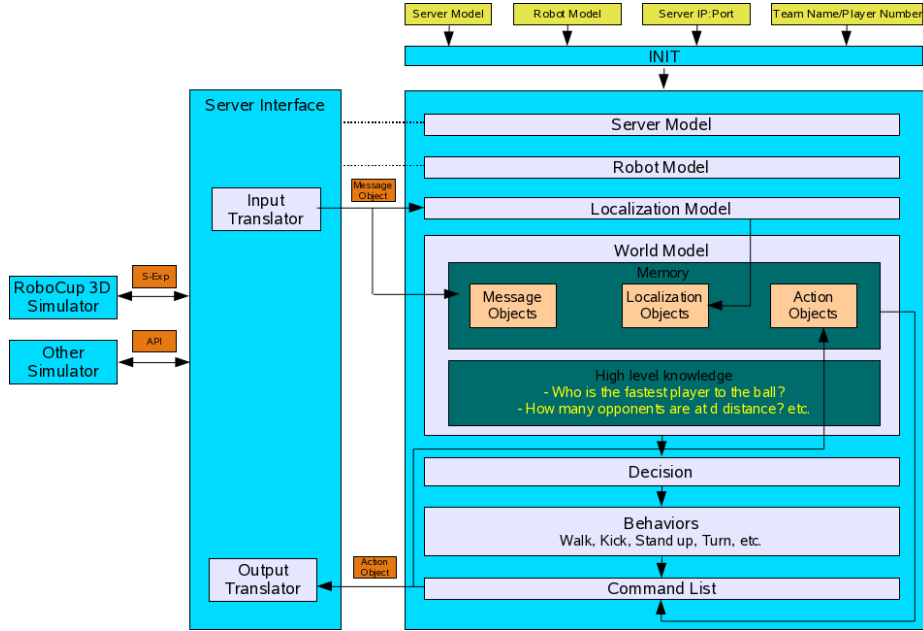 Server Model
Robot Model
Server IP:Port
Team Name/Player Number
INIT
Server Interface
Server Model
Robot Model
Message
Object
Input
Translator
Localization Model
World Model
Memory
Message
Objects
Localization
Objects
Action
Objects
S-Exp
RoboCup 3D
Simulator
API
Other
Simulator
High level knowledge
- Who is the fastest player to the ball?
- How many opponents are at d distance? etc.
Decision
Behaviors
Walk, Kick, Stand up, Turn, etc.
Action
Object
Output
Translator
Command List